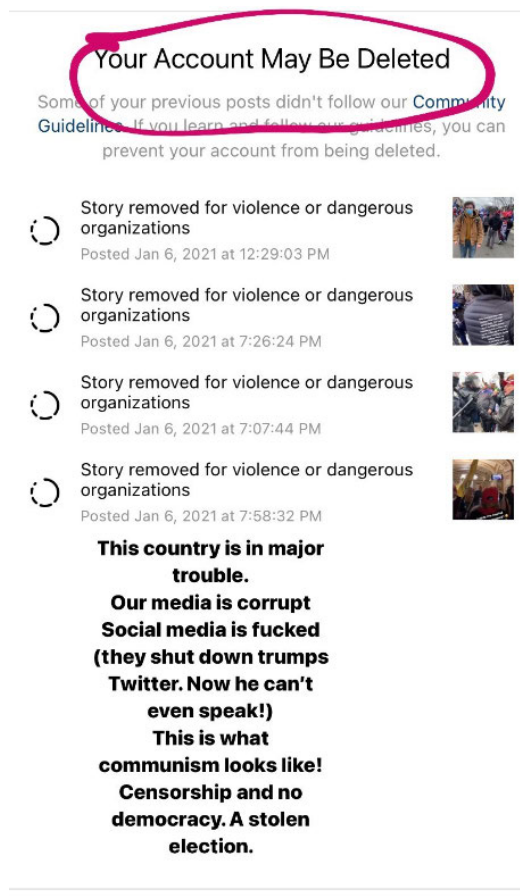 Your Account May Be Deleted
Some of your previous posts didn't follow our Community
Guidelines. If you learn and follow our guidelines, you can
prevent your account from being deleted.
Story removed for violence or dangerous
organizations
Posted Jan 6, 2021 at 12:29:03 PM
Story removed for violence or dangerous
organizations
Posted Jan 6, 2021 at 7:26:24 PM
Story removed for violence or dangerous
organizations
Posted Jan 6, 2021 at 7:07:44 PM
Story removed for violence or dangerous
organizations
Posted Jan 6, 2021 at 7:58:32 PM
This country is in major
trouble.
Our media is corrupt
Social media is fucked
(they shut down trumps
Twitter. Now he can't
even speak!)
This is what
communism looks like!
Censorship and no
democracy. A stolen
election.